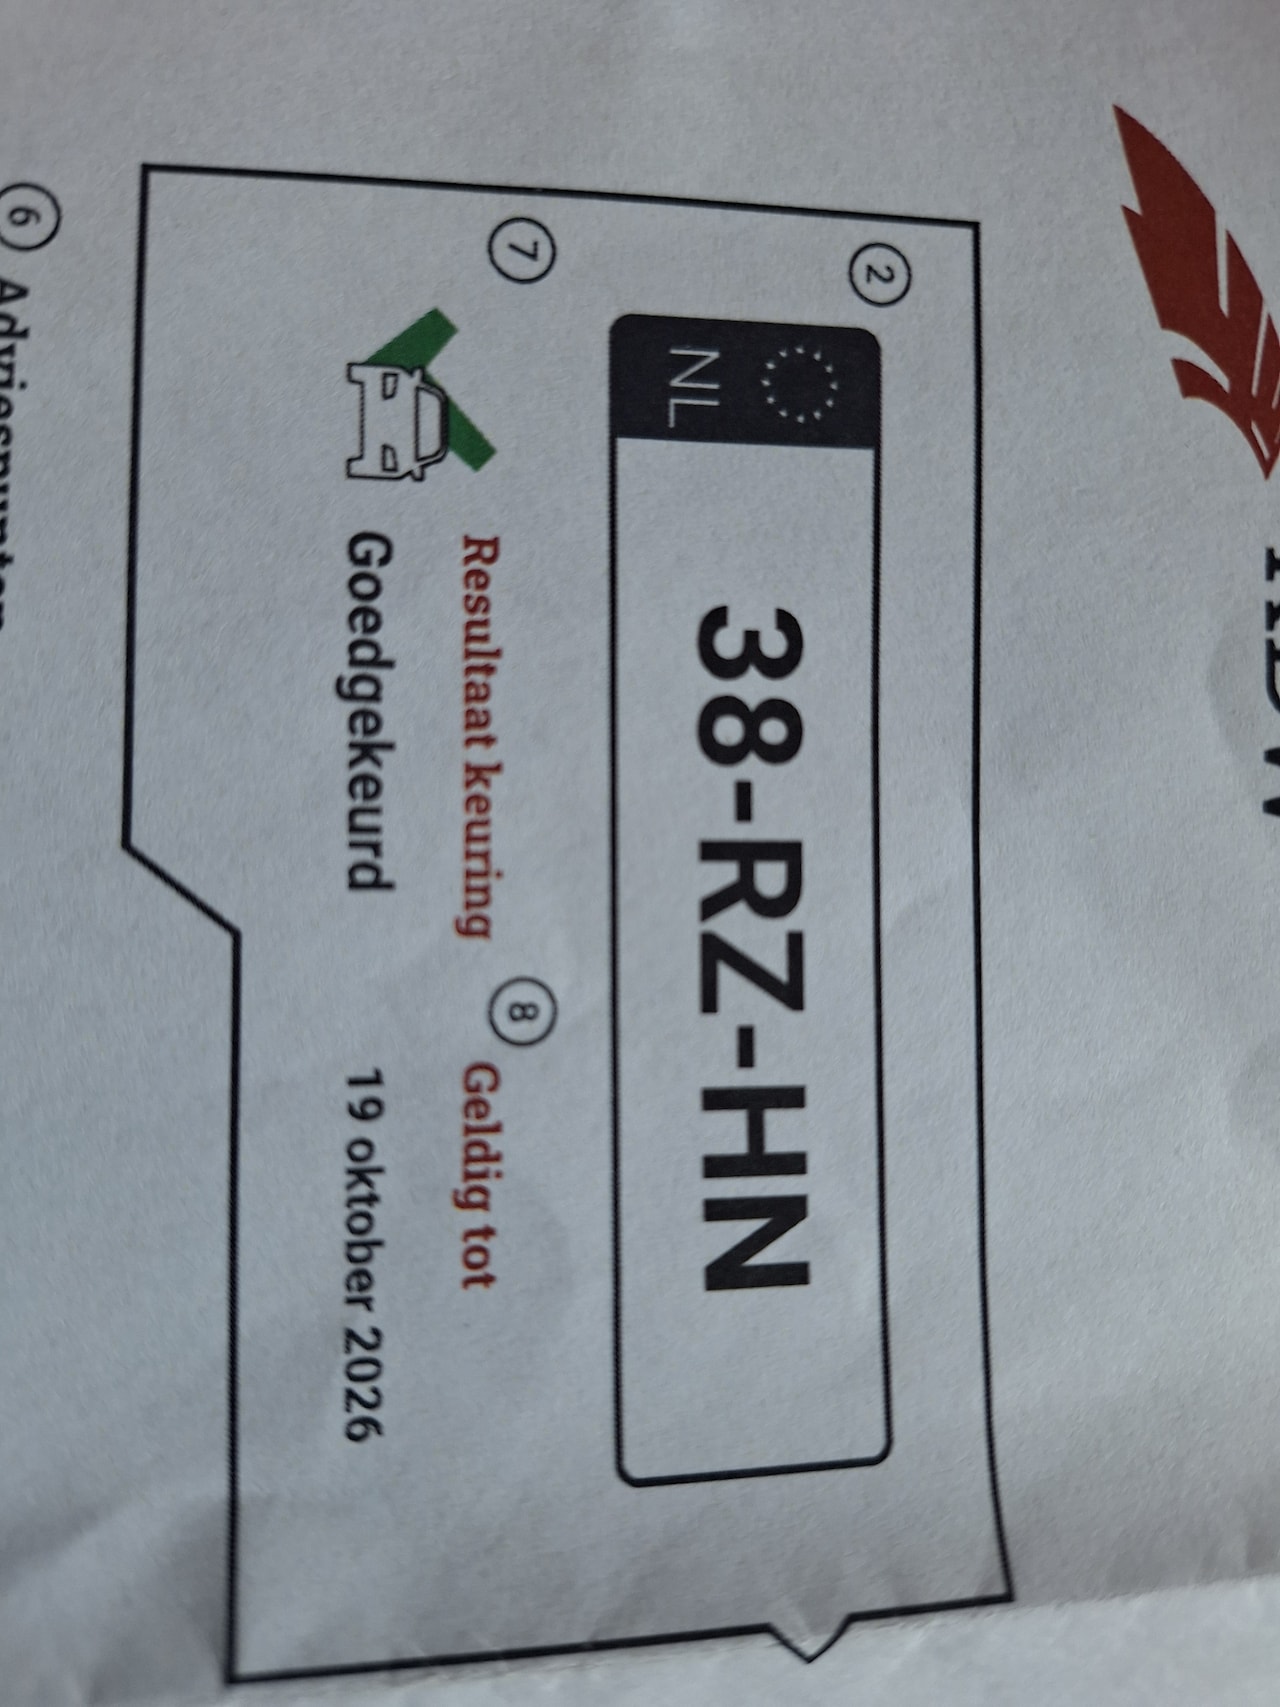 2
NL 38-RZ-HN
7 Resultaat keuring 8 Geldig tot
Goedgekeurd 19 oktober 2026
6